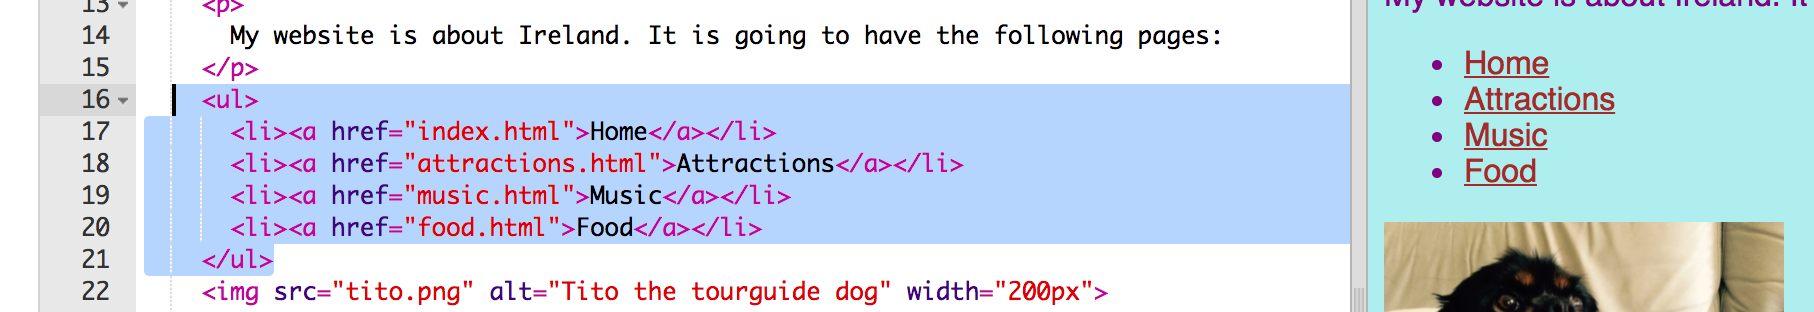 13 <p>
14 My website is about Ireland. It is going to have the following pages:
15 </p>
16 <ul>
17 <li><a href="index.html">Home</a></li>
18 <li><a href="attractions.html">Attractions</a></li>
19 <li><a href="music.html">Music</a></li>
20 <li><a href="food.html">Food</a></li>
21 </ul>
22 <img src="tito.png" alt="Tito the tourguide dog" width="200px">
My website is about Ireland. It
• Home
• Attractions
• Music
• Food